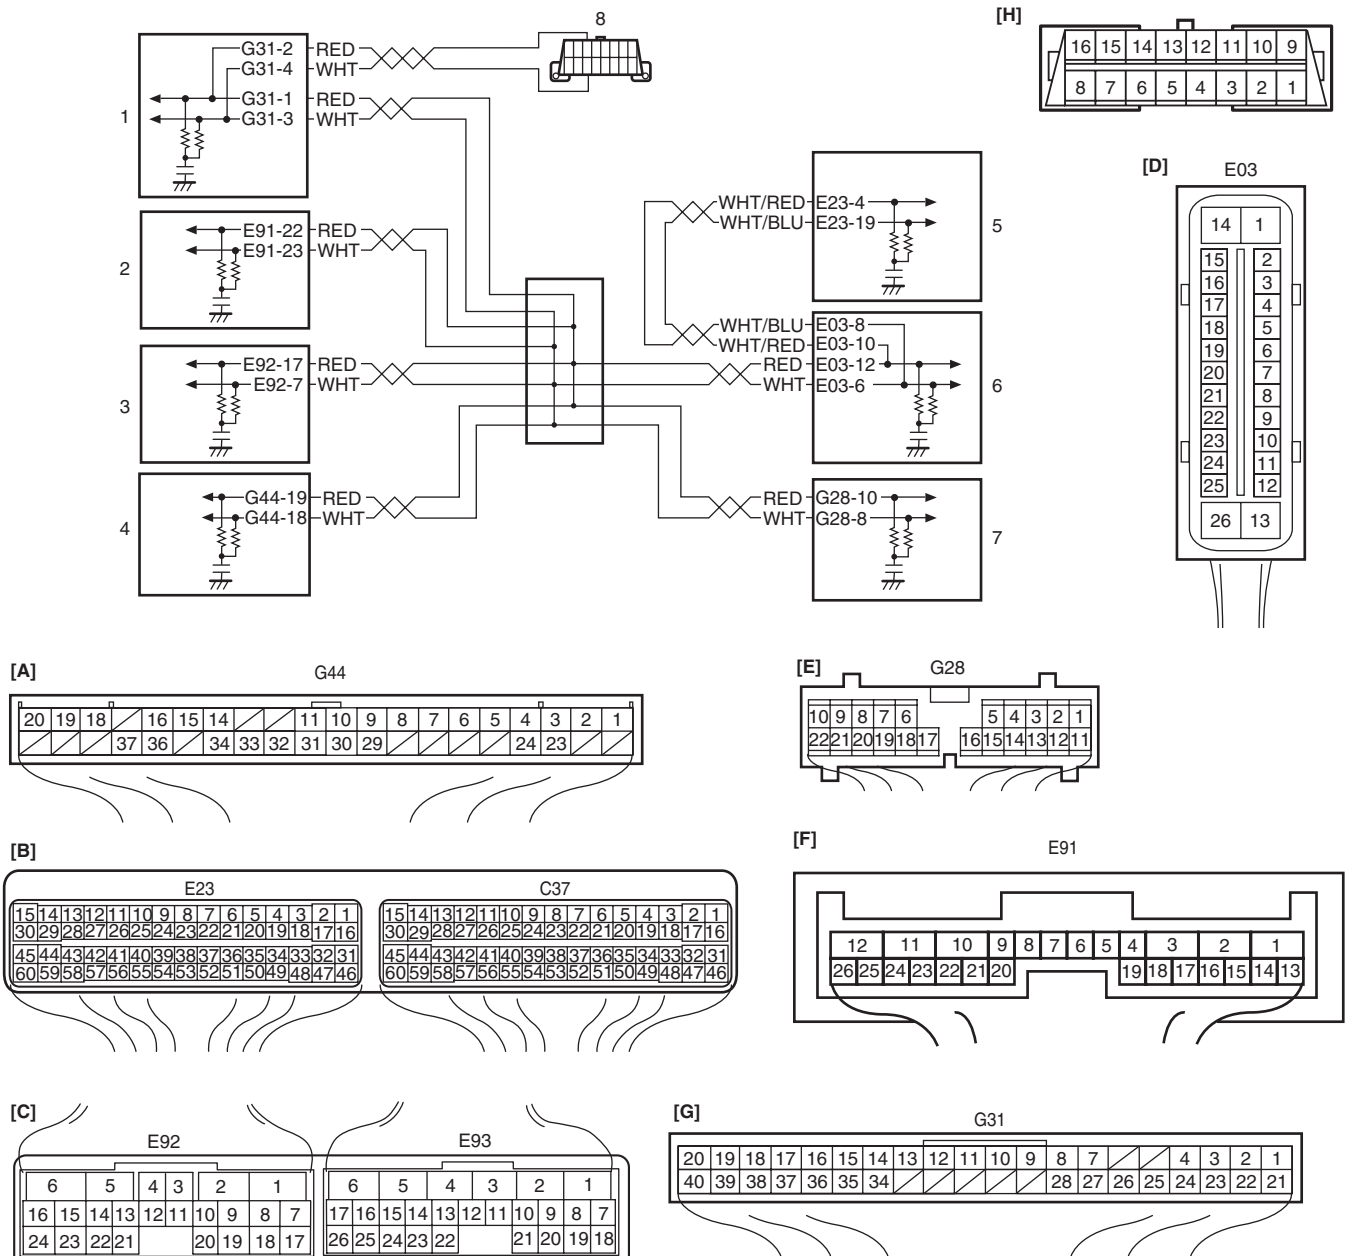 8
[H]
16 15 14 13 12 11 10 9
8 7 6 5 4 3 2 1
1
G31-2 RED
G31-4 WHT
G31-1 RED
G31-3 WHT
2
E91-22 RED
E91-23 WHT
3
E92-17 RED
E92-7 WHT
4
G44-19 RED
G44-18 WHT
WHT/RED E23-4
WHT/BLU E23-19
5
WHT/BLU E03-8
WHT/RED E03-10
RED E03-12
WHT E03-6
6
RED G28-10
WHT G28-8
7
[D]
E03
14 1
15 2
16 3
17 4
18 5
19 6
20 7
21 8
22 9
23 10
24 11
25 12
26 13
[A]
G44
20 19 18 16 15 14 11 10 9 8 7 6 5 4 3 2 1
37 36 34 33 32 31 30 29 24 23
[E]
G28
10 9 8 7 6 5 4 3 2 1
22 21 20 19 18 17 16 15 14 13 12 11
[B]
E23
15 14 13 12 11 10 9 8 7 6 5 4 3 2 1
30 29 28 27 26 25 24 23 22 21 20 19 18 17 16
45 44 43 42 41 40 39 38 37 36 35 34 33 32 31
60 59 58 57 56 55 54 53 52 51 50 49 48 47 46
C37
15 14 13 12 11 10 9 8 7 6 5 4 3 2 1
30 29 28 27 26 25 24 23 22 21 20 19 18 17 16
45 44 43 42 41 40 39 38 37 36 35 34 33 32 31
60 59 58 57 56 55 54 53 52 51 50 49 48 47 46
[F]
E91
12 11 10 9 8 7 6 5 4 3 2 1
26 25 24 23 22 21 20 19 18 17 16 15 14 13
[C]
E92
6 5 4 3 2 1
16 15 14 13 12 11 10 9 8 7
24 23 22 21 20 19 18 17
E93
6 5 4 3 2 1
17 16 15 14 13 12 11 10 9 8 7
26 25 24 23 22 21 20 19 18
[G]
G31
20 19 18 17 16 15 14 13 12 11 10 9 8 7 4 3 2 1
40 39 38 37 36 35 34 28 27 26 25 24 23 22 21